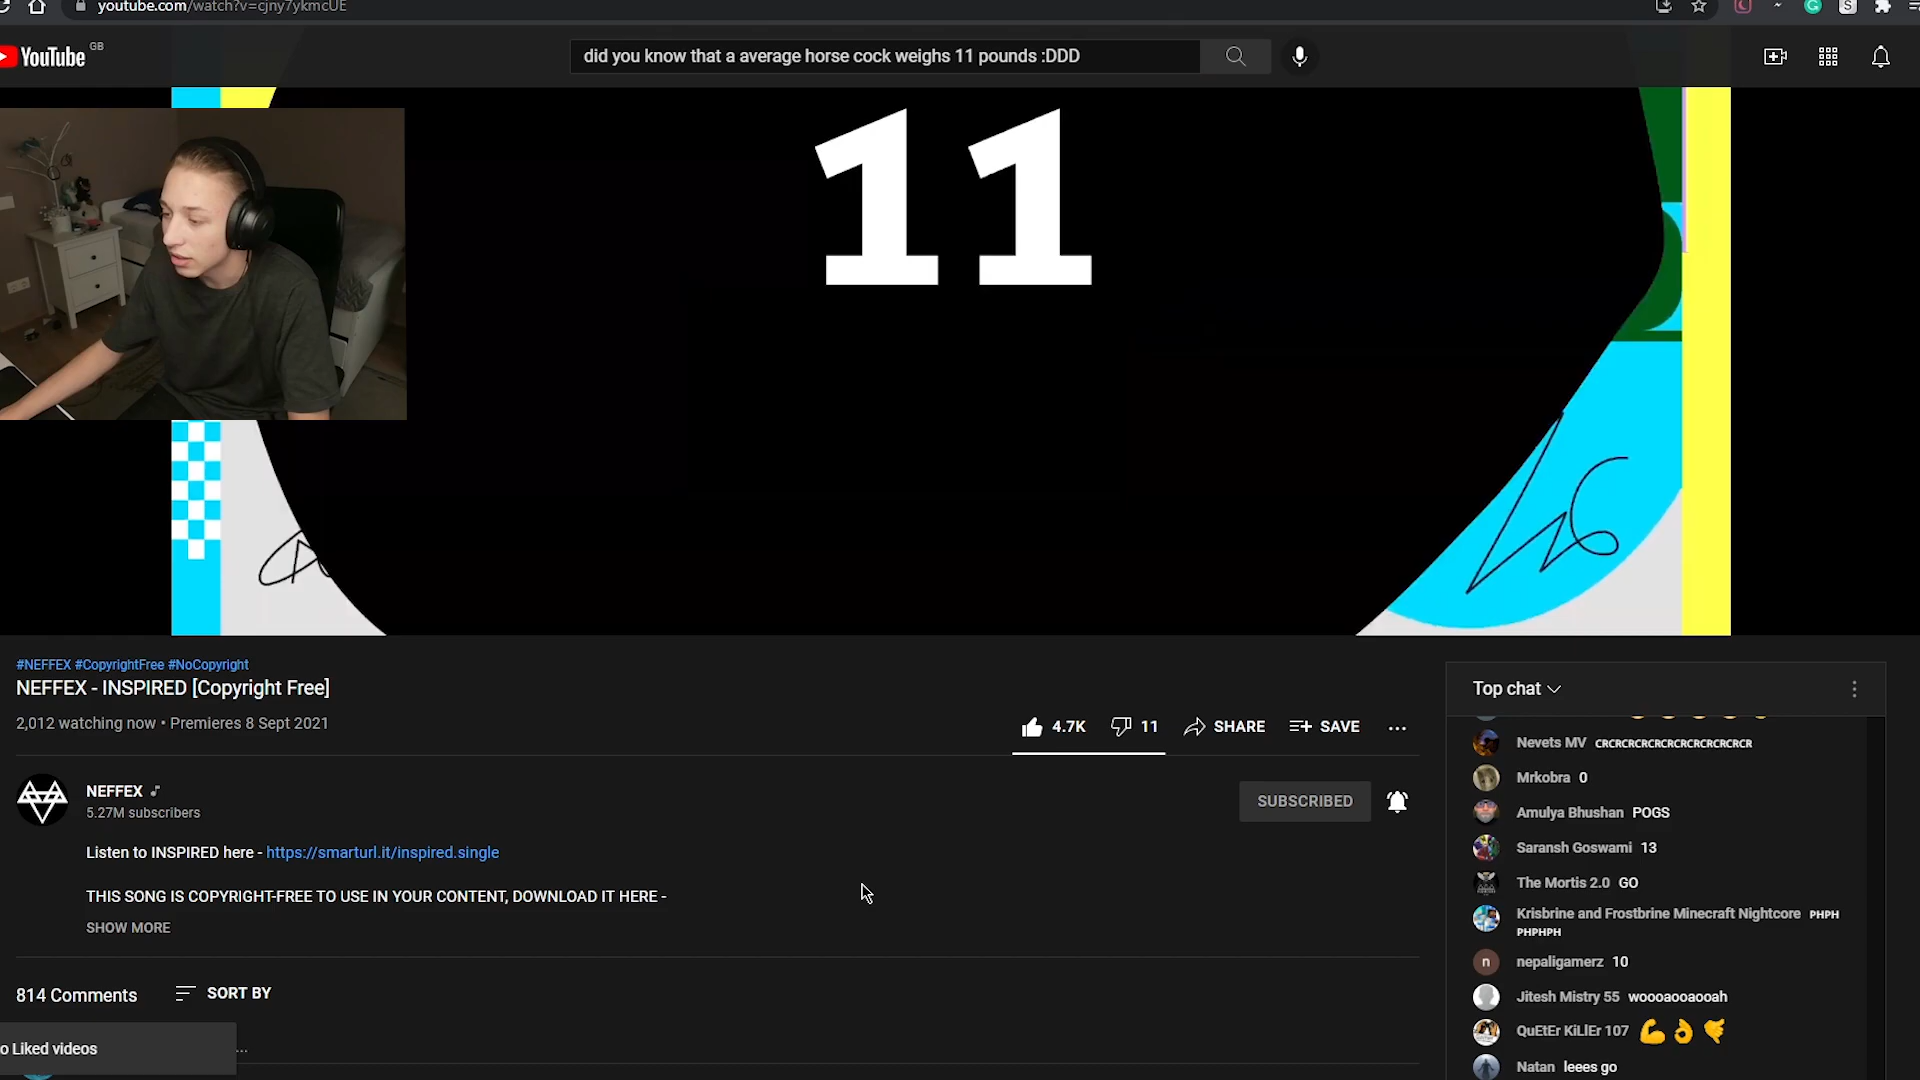 youtube.com/watch?v=cjny7ykmcUE
YouTube GB
did you know that a average horse cock weighs 11 pounds :DDD
11
#NEFFEX #CopyrightFree #NoCopyright
NEFFEX - INSPIRED [Copyright Free]
2,012 watching now • Premieres 8 Sept 2021
4.7K
11
SHARE
SAVE
NEFFEX
5.27M subscribers
SUBSCRIBED
Listen to INSPIRED here - https://smarturl.it/inspired.single
THIS SONG IS COPYRIGHT-FREE TO USE IN YOUR CONTENT, DOWNLOAD IT HERE -
SHOW MORE
814 Comments
SORT BY
o Liked videos
...
Top chat
Nevets MV CRCRCRCRCRCRCRCRCRCRCR
Mrkobra 0
Amulya Bhushan POGS
Saransh Goswami 13
The Mortis 2.0 GO
Krisbrine and Frostbrine Minecraft Nightcore PHPH
PHPHPH
n
nepaligamerz 10
Jitesh Mistry 55 woooaooaooah
QuEtEr KiLlEr 107 💪👌🤙
Natan leees go